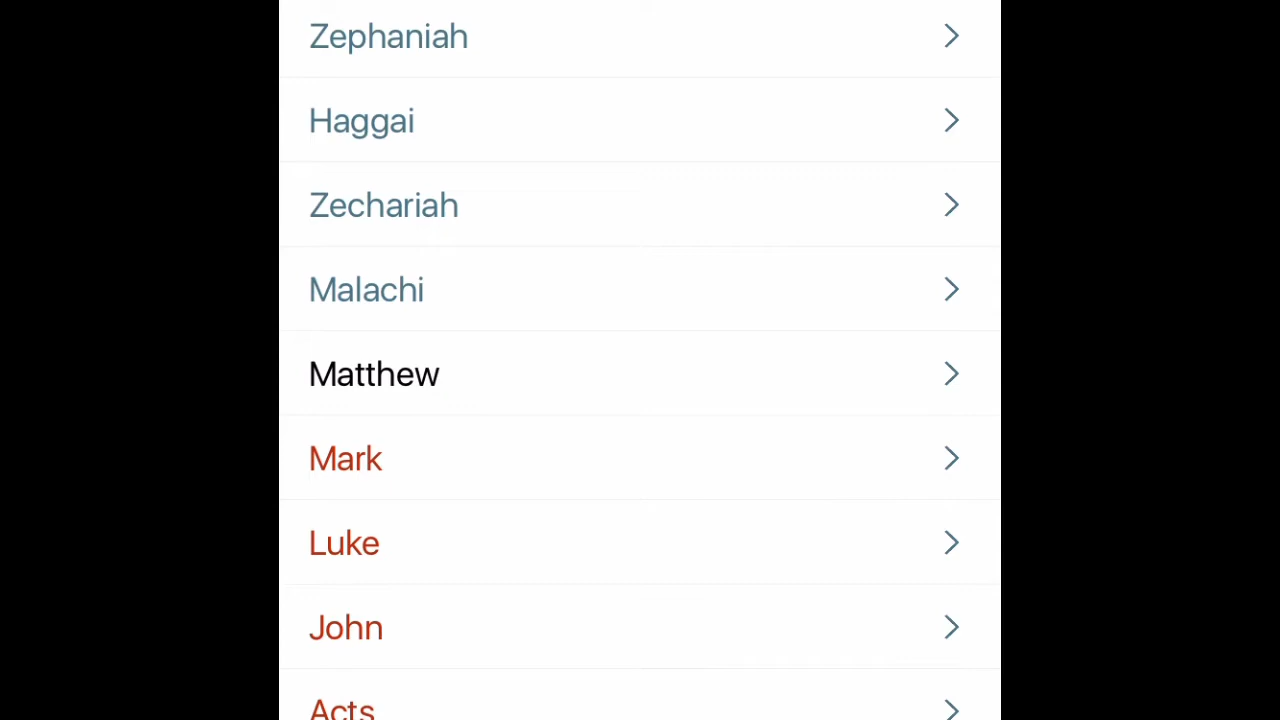 Zephaniah
Haggai
Zechariah
Malachi
Matthew
Mark
Luke
John
Acts